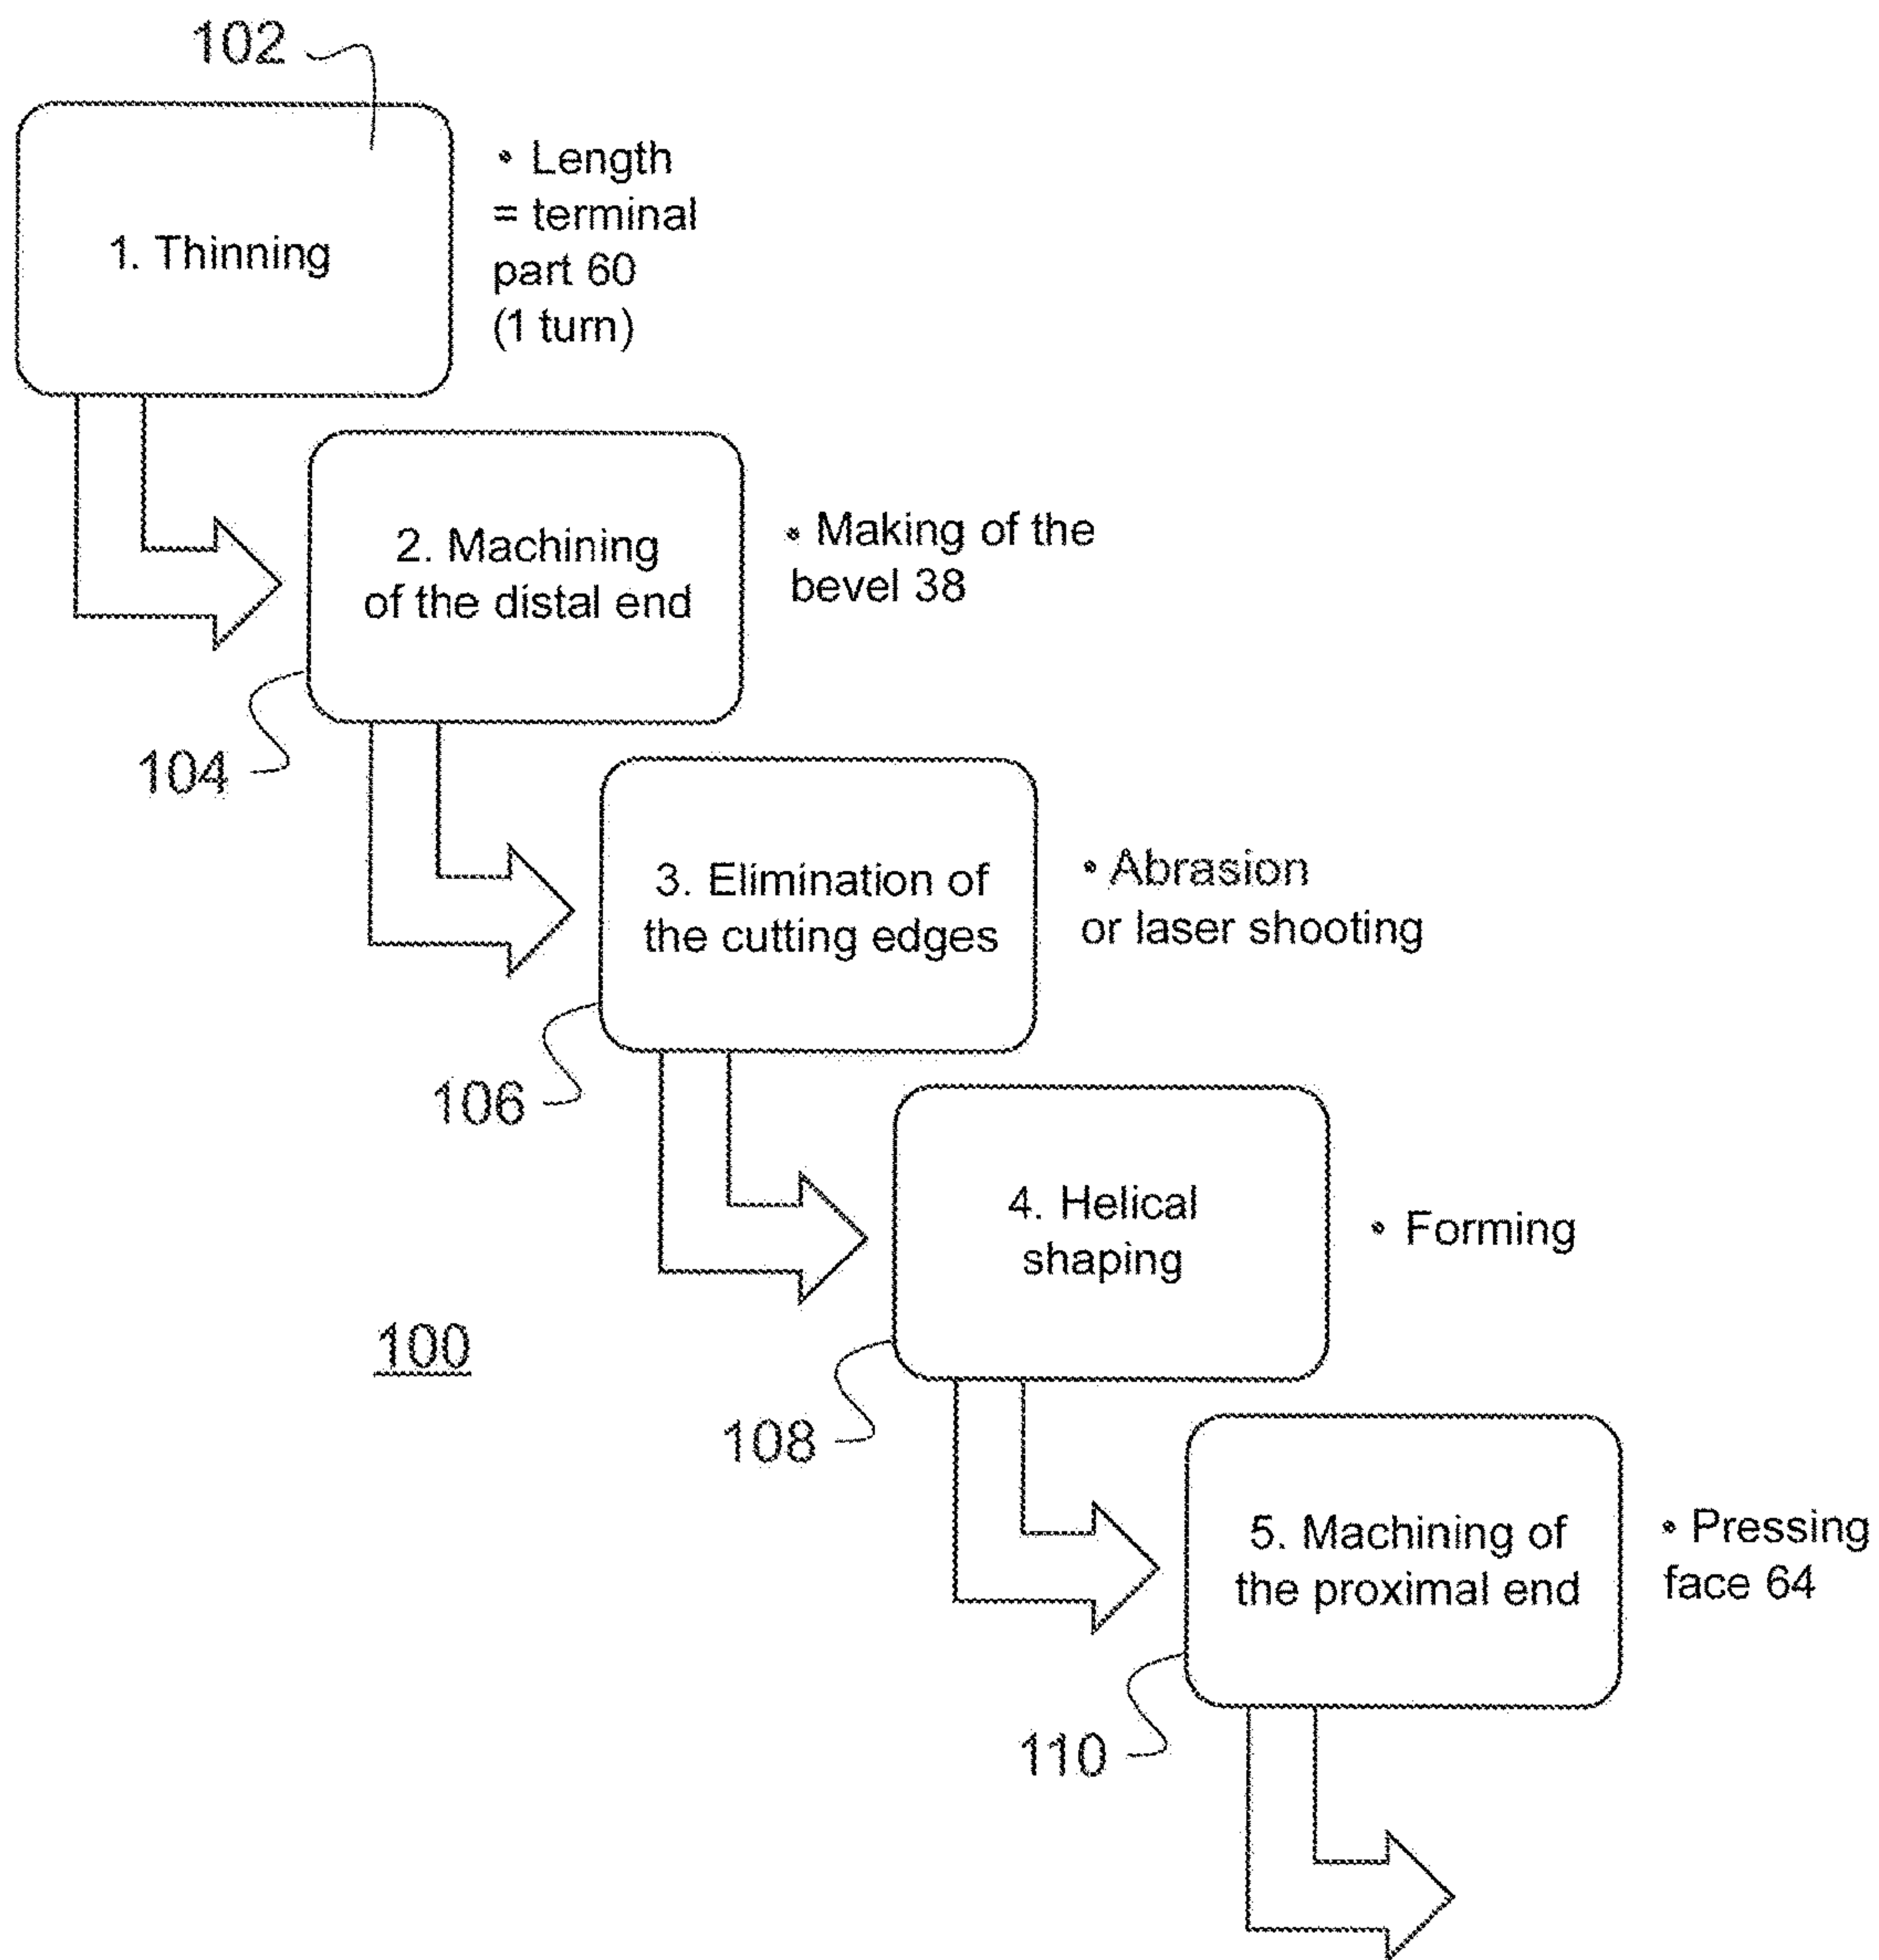 102
1. Thinning
• Length
= terminal
part 60
(1 turn)
2. Machining
of the distal end
• Making of the
bevel 38
104
3. Elimination of
the cutting edges
• Abrasion
or laser shooting
106
4. Helical
shaping
• Forming
100
108
5. Machining of
the proximal end
• Pressing
face 64
110